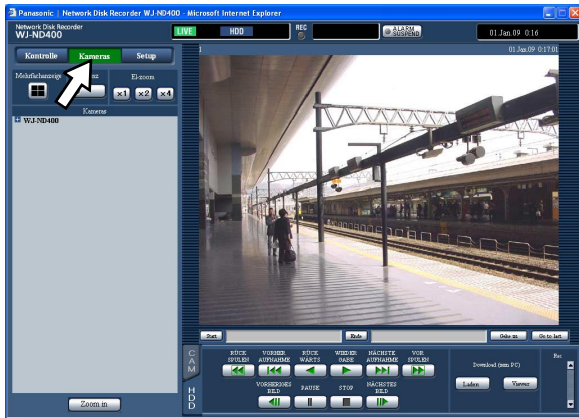 Panasonic | Network Disk Recorder WJ-ND400 - Microsoft Internet Explorer
Network Disk Recorder
WJ-ND400
LIVE
HDD
REC
ALARM
SUSPEND
01.Jan.09 0:16
Kontrolle
Kameras
Setup
Mehrfachanzeige
El-zoom
x1
x2
x4
Kameras
WJ-ND400
Zoom in
1
01.Jan.09 0:17:01
Start
Ende
Gehe zu
Go to last
CAM
HDD
RÜCK SPULEN
VORHER AUFNAHME
RÜCK WÄRTS
WIEDER GABE
NÄCHSTE AUFNAHME
VOR SPULEN
VORHERIGES BILD
PAUSE
STOP
NÄCHSTES BILD
Download (zum PC)
Laden
Viewer
Rec